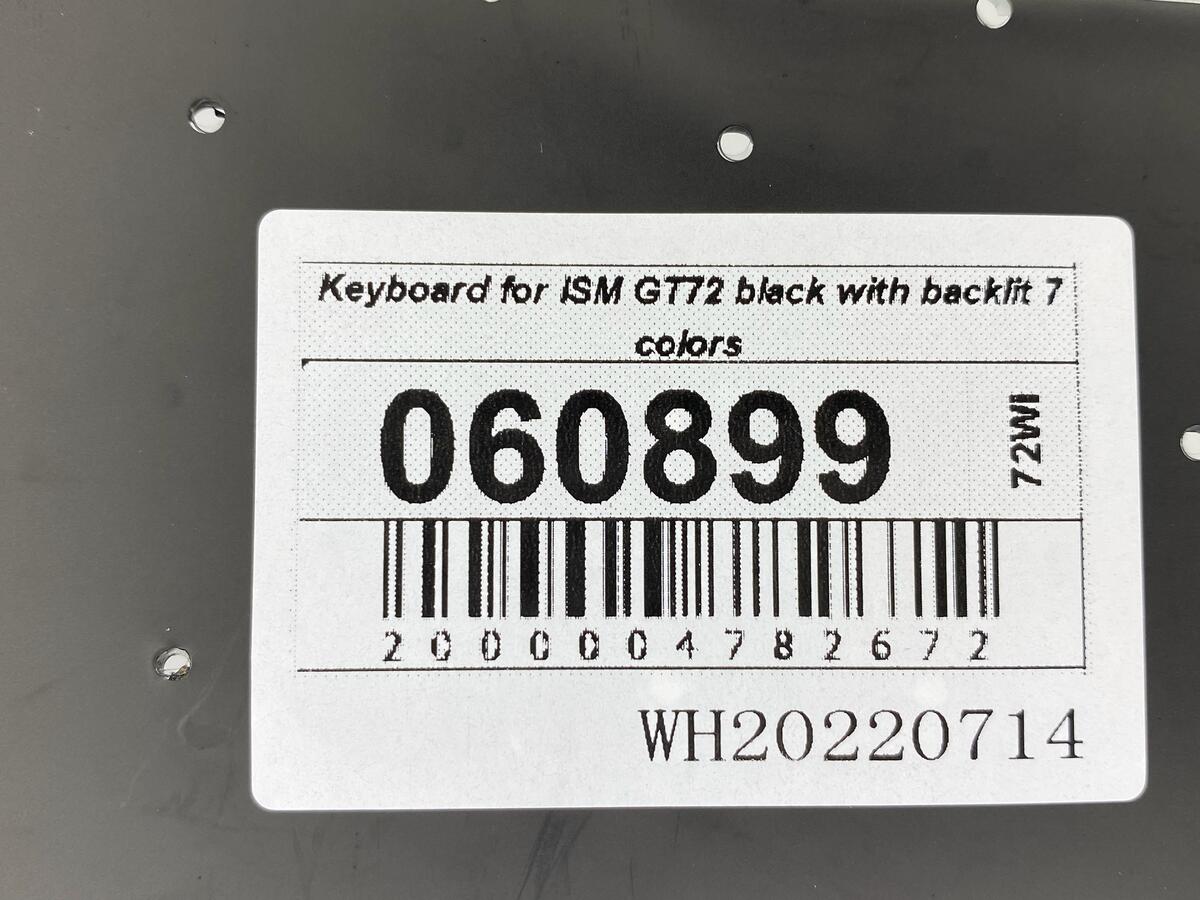 Keyboard for ISM GT72 black with backlit 7
colors
060899
72WI
2000004782672
WH20220714